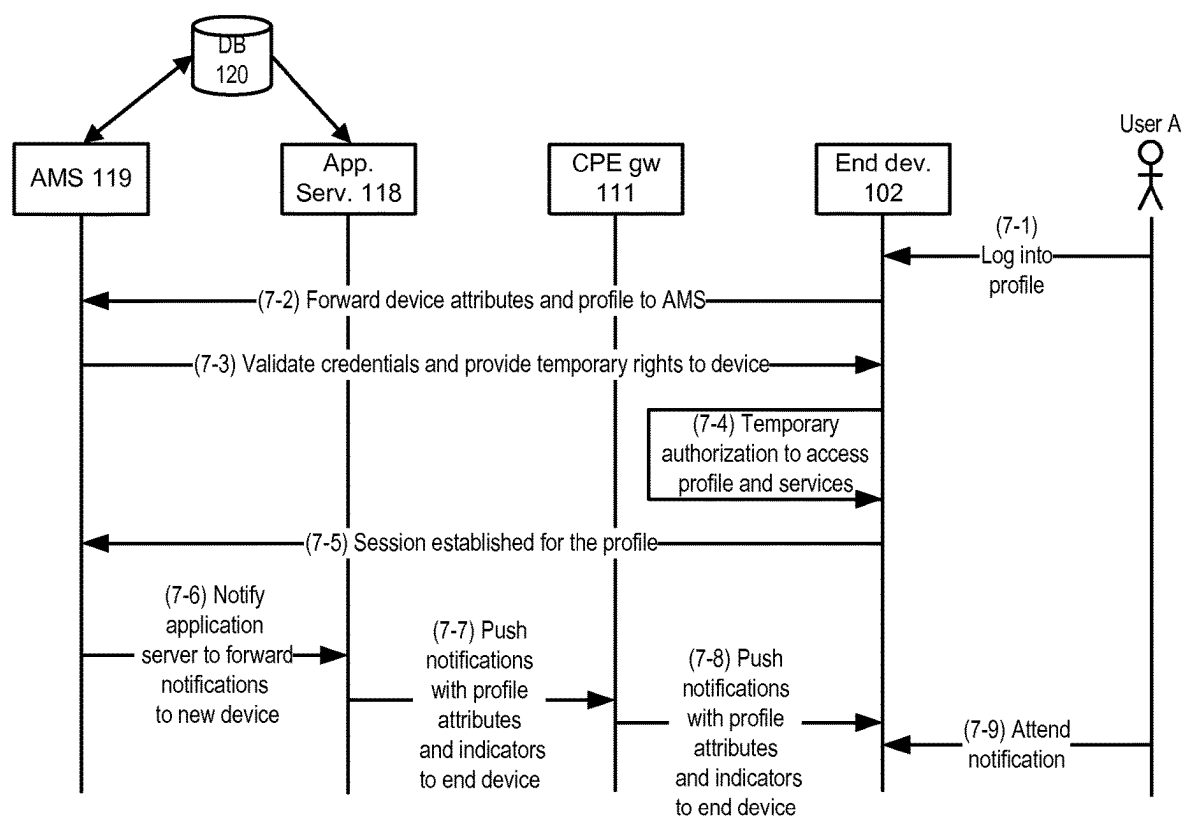 DB
120
User A
AMS 119
App.
Serv. 118
CPE gw
111
End dev.
102
(7-1)
Log into
profile
(7-2) Forward device attributes and profile to AMS
(7-3) Validate credentials and provide temporary rights to device
(7-4) Temporary
authorization to access
profile and services
(7-5) Session established for the profile
(7-6) Notify
application
server to forward
notifications
to new device
(7-7) Push
notifications
with profile
attributes
and indicators
to end device
(7-8) Push
notifications
with profile
attributes
and indicators
to end device
(7-9) Attend
notification